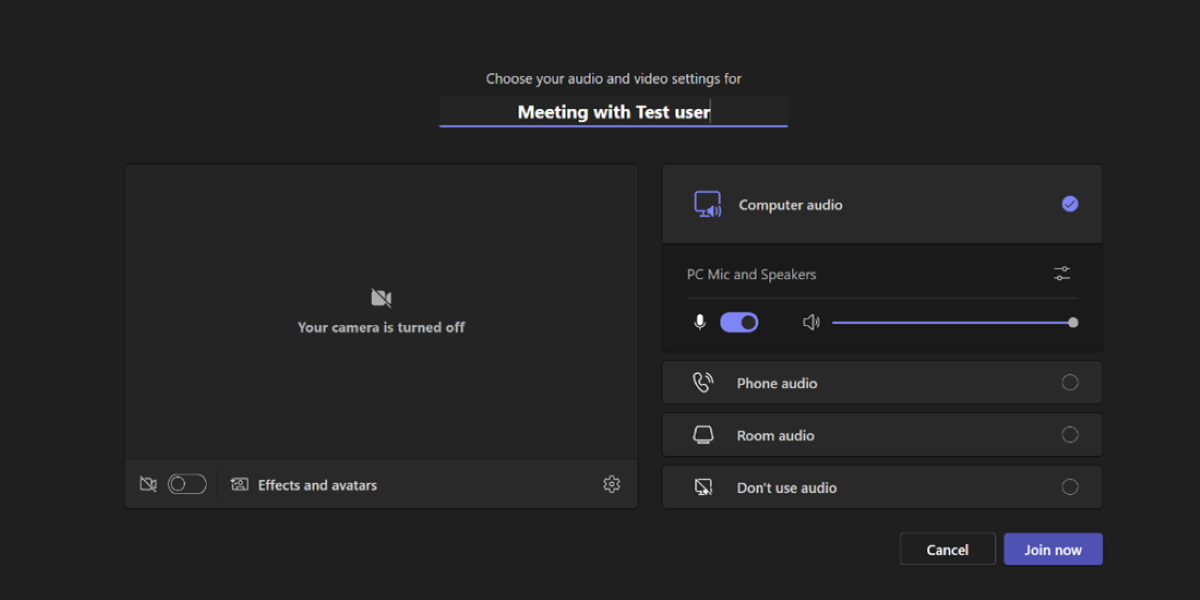 Choose your audio and video settings for
Meeting with Test user
Your camera is turned off
Effects and avatars
Computer audio
PC Mic and Speakers
Phone audio
Room audio
Don't use audio
Cancel
Join now